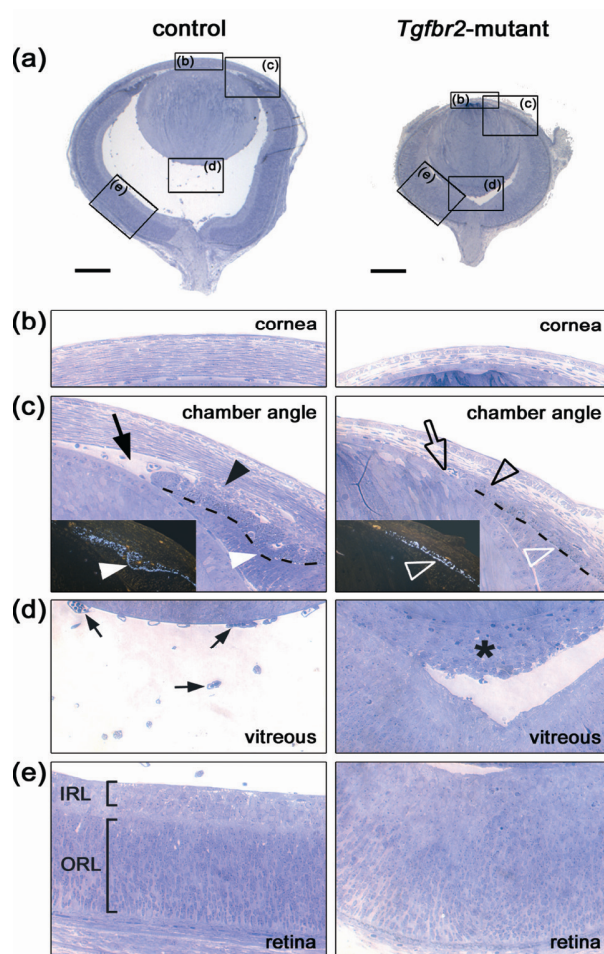 control
Tgfbr2-mutant
(a)
(b)
(c)
(d)
(e)
(b)
(c)
(d)
(e)
(b)
cornea
cornea
(c)
chamber angle
chamber angle
(d)
vitreous
*
vitreous
(e)
IRL
ORL
retina
retina